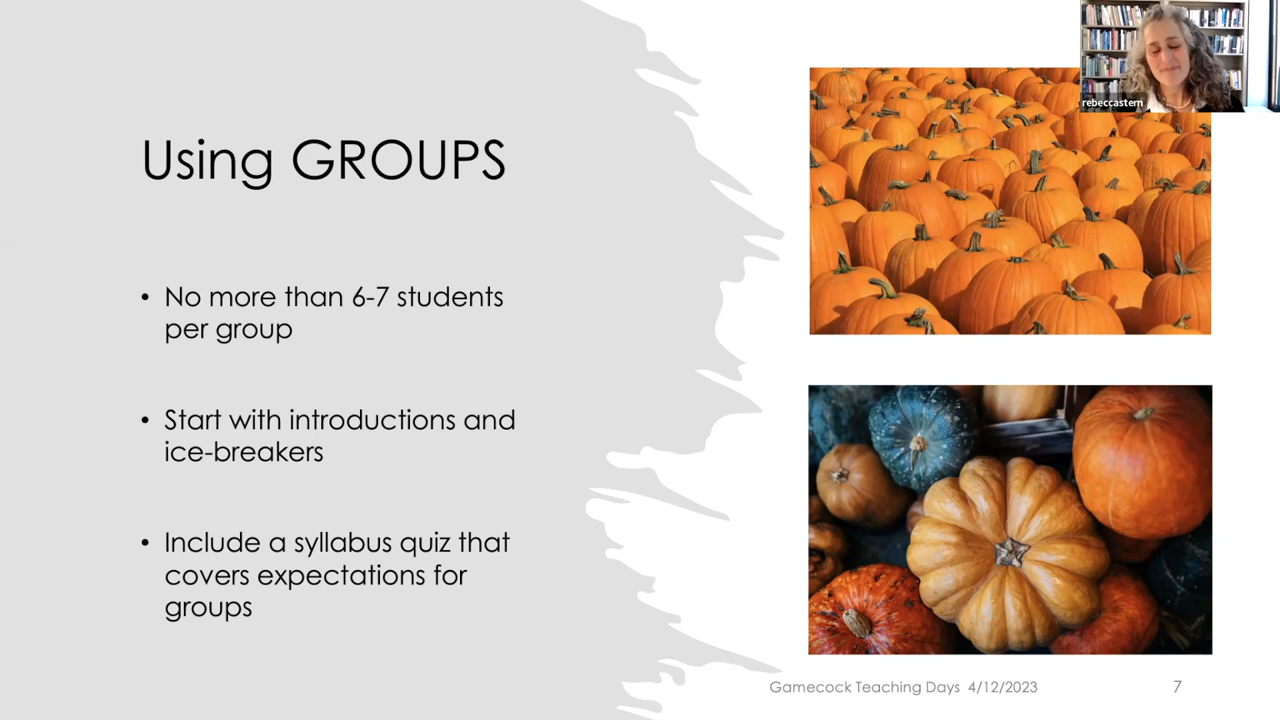 rebeccastern
Using GROUPS
• No more than 6-7 students
per group
• Start with introductions and
ice-breakers
• Include a syllabus quiz that
covers expectations for
groups
Gamecock Teaching Days 4/12/2023
7